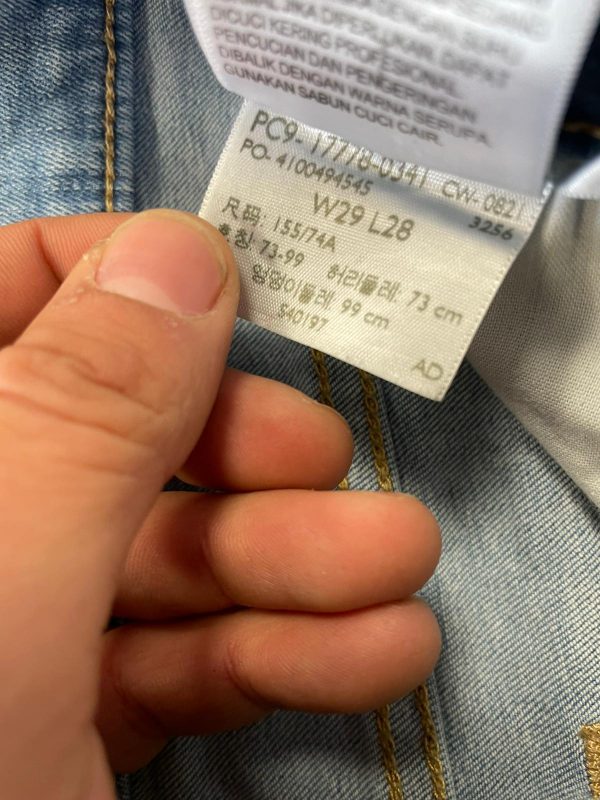 JIKA DIPERLUKAN, DAPAT
DICUCI KERING PROFESIONAL
PENCUCIAN DAN PENGERINGAN
DIBALIK DENGAN WARNA SERUPA
GUNAKAN SABUN CUCI CAIR
PC9- 17778-0341 CW-0821
PO- 4100494545 3256
W29 L28
尺码: 155/74A
호칭 73-99 허리둘레: 73 cm
엉덩이둘레: 99 cm
S40197
AD